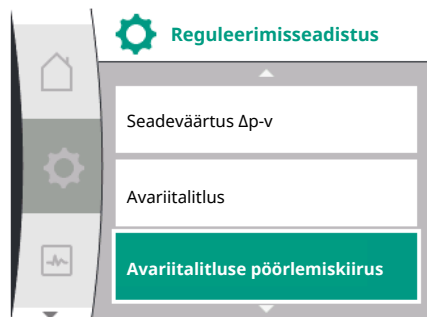 Reguleerimisseadistus
Seadeväärtus Δp-v
Avariitalitlus
Avariitalitluse pöörlemiskiirus